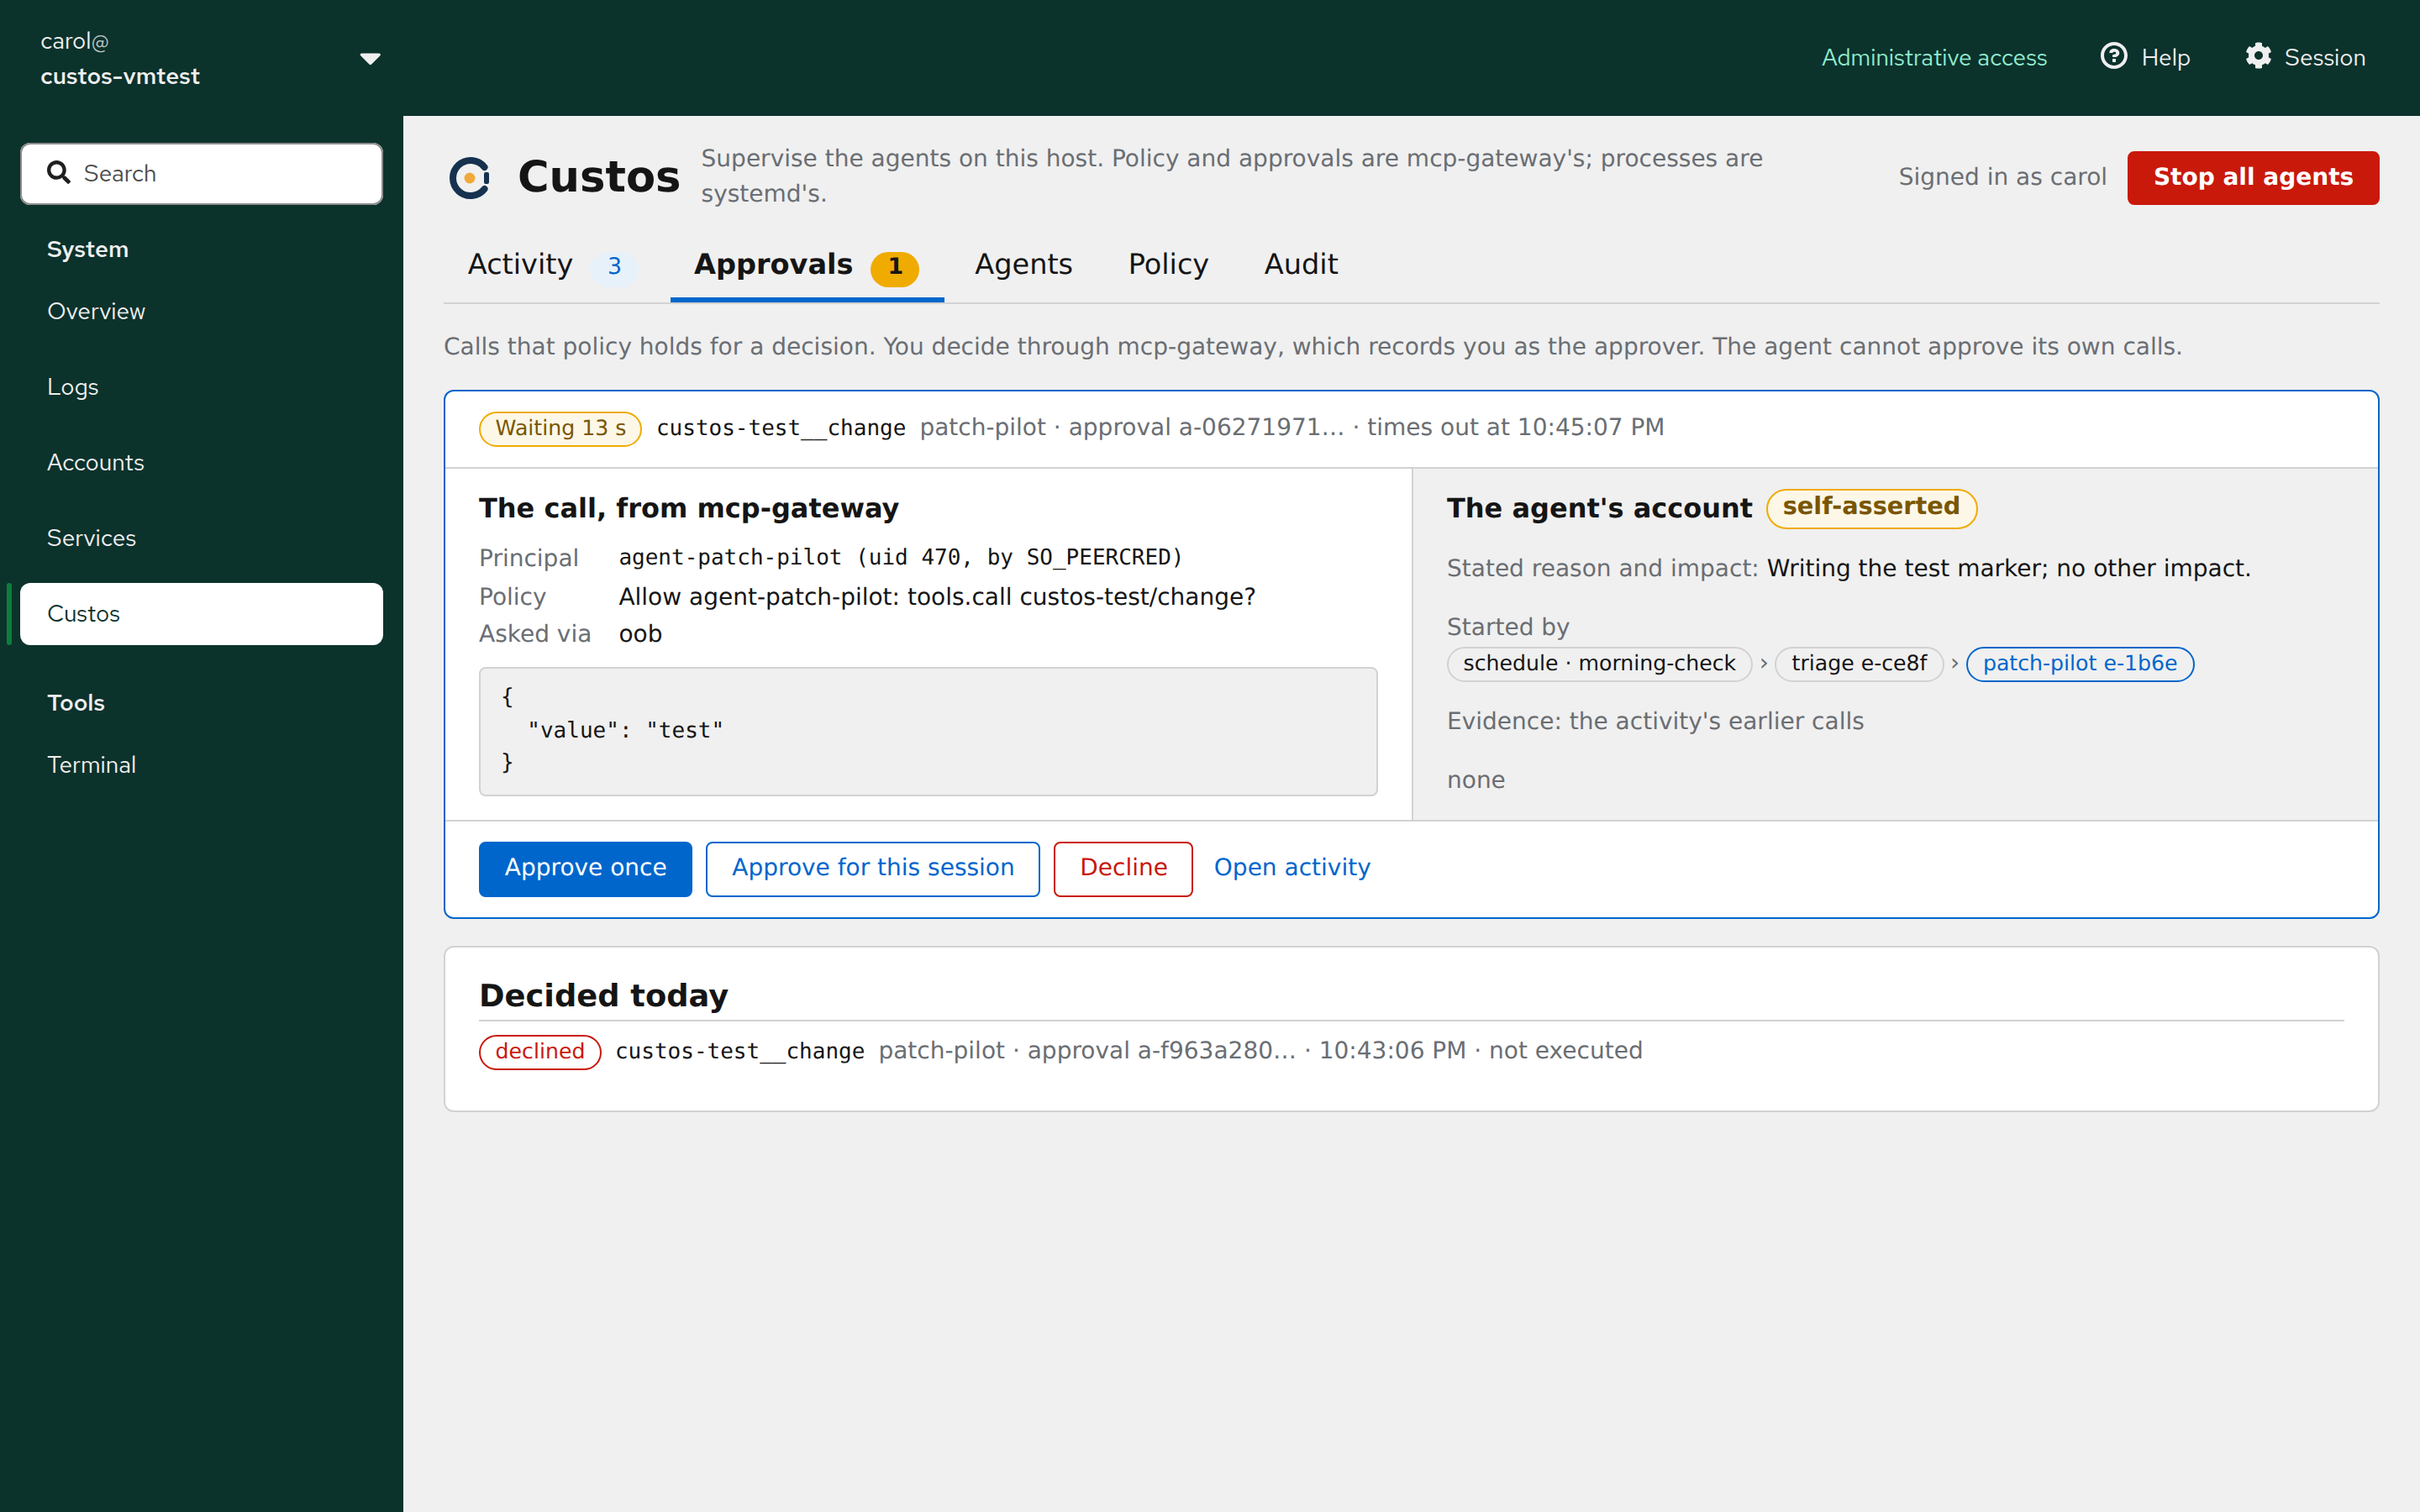 carol@
custos-vmtest
Administrative access
Help
Session
Search
System
Overview
Logs
Accounts
Services
Custos
Tools
Terminal
Custos
Supervise the agents on this host. Policy and approvals are mcp-gateway's; processes are
systemd's.
Signed in as carol
Stop all agents
Activity 3
Approvals 1
Agents
Policy
Audit
Calls that policy holds for a decision. You decide through mcp-gateway, which records you as the approver. The agent cannot approve its own calls.
Waiting 13 s custos-test__change patch-pilot · approval a-06271971… · times out at 10:45:07 PM
The call, from mcp-gateway
Principal agent-patch-pilot (uid 470, by SO_PEERCRED)
Policy Allow agent-patch-pilot: tools.call custos-test/change?
Asked via oob
{
  "value": "test"
}
The agent's account self-asserted
Stated reason and impact: Writing the test marker; no other impact.
Started by
schedule · morning-check › triage e-ce8f › patch-pilot e-1b6e
Evidence: the activity's earlier calls
none
Approve once
Approve for this session
Decline
Open activity
Decided today
declined custos-test__change patch-pilot · approval a-f963a280… · 10:43:06 PM · not executed